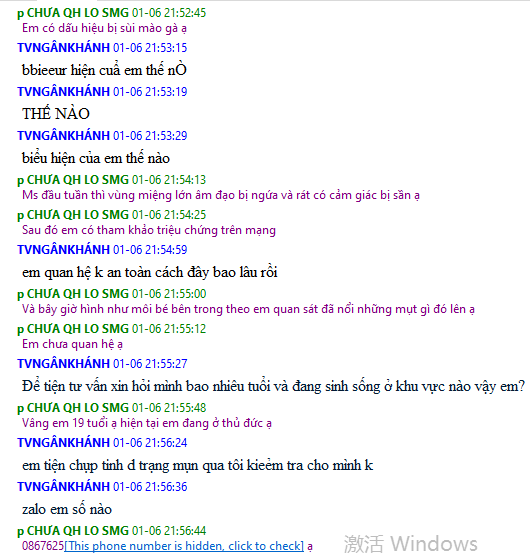 p CHƯA QH LO SMG 01-06 21:52:45
Em có dấu hiệu bị sùi mào gà ạ
TVNGÂNKHÁNH 01-06 21:53:15
bbieeur hiện cuẩ em thế nÒ
TVNGÂNKHÁNH 01-06 21:53:19
THẾ NÀO
TVNGÂNKHÁNH 01-06 21:53:29
biểu hiện của em thế nào
p CHƯA QH LO SMG 01-06 21:54:13
Ms đầu tuần thì vùng miệng lớn âm đạo bị ngứa và rát có cảm giác bị sần ạ
p CHƯA QH LO SMG 01-06 21:54:25
Sau đó em có tham khảo triệu chứng trên mạng
TVNGÂNKHÁNH 01-06 21:54:59
em quan hệ k an toàn cách đây bao lâu rồi
p CHƯA QH LO SMG 01-06 21:55:00
Và bây giờ hình như môi bé bên trong theo em quan sát đã nổi những mụt gì đó lên ạ
p CHƯA QH LO SMG 01-06 21:55:12
Em chưa quan hệ ạ
TVNGÂNKHÁNH 01-06 21:55:27
Để tiện tư vấn xin hỏi mình bao nhiêu tuổi và đang sinh sống ở khu vực nào vậy em?
p CHƯA QH LO SMG 01-06 21:55:48
Vâng em 19 tuổi ạ hiện tại em đang ở thủ đức ạ
TVNGÂNKHÁNH 01-06 21:56:24
em tiện chụp tinh d trạng mụn qua tôi kieẻm tra cho mình k
TVNGÂNKHÁNH 01-06 21:56:36
zalo em số nào
p CHƯA QH LO SMG 01-06 21:56:44
0867625[This phone number is hidden, click to check] ạ
激活 Windows